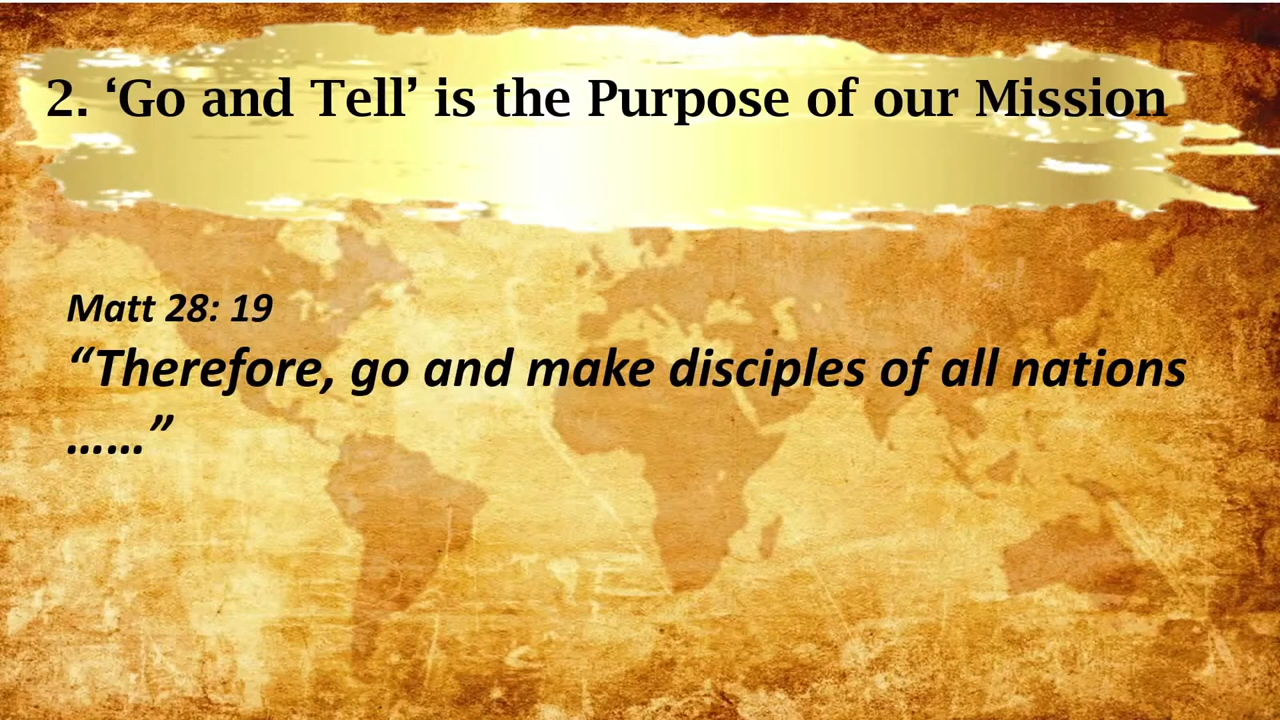 2. ‘Go and Tell’ is the Purpose of our Mission
Matt 28: 19
“Therefore, go and make disciples of all nations
……”